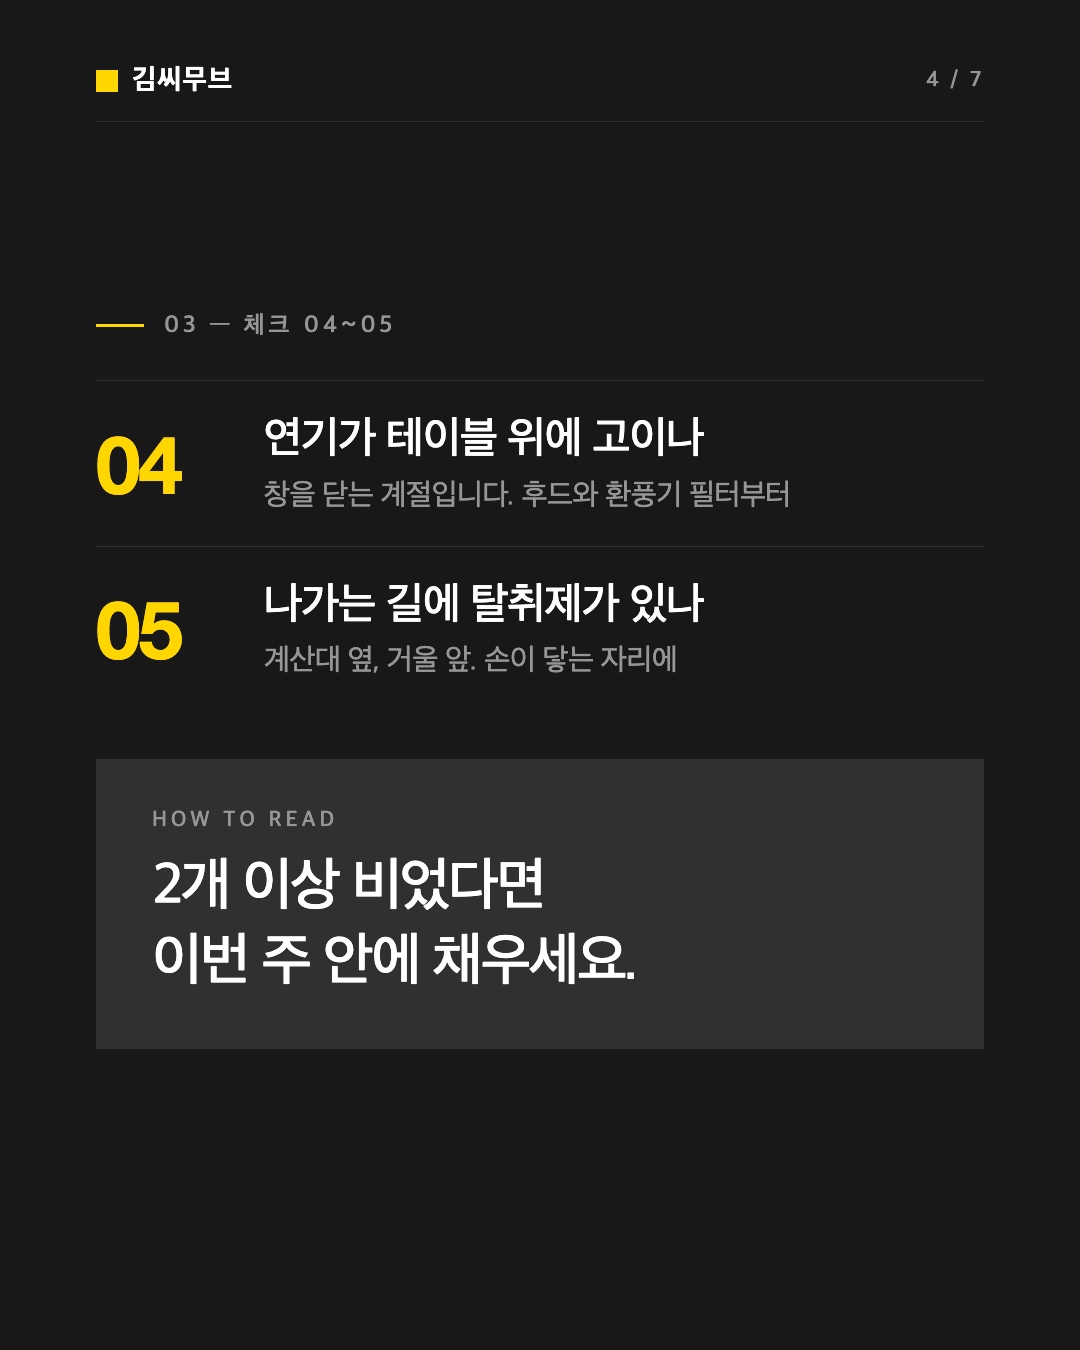 김씨무브
4 / 7
03 — 체크 04~05
04
연기가 테이블 위에 고이나
창을 닫는 계절입니다. 후드와 환풍기 필터부터
05
나가는 길에 탈취제가 있나
계산대 옆, 거울 앞. 손이 닿는 자리에
HOW TO READ
2개 이상 비었다면
이번 주 안에 채우세요.